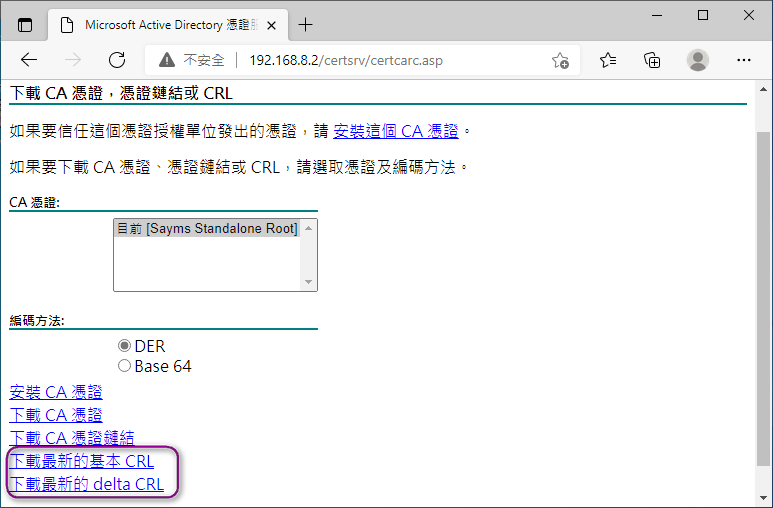 Microsoft Active Directory 憑證服
不安全 192.168.8.2/certsrv/certcarc.asp
下載 CA 憑證，憑證鏈結或 CRL
如果要信任這個憑證授權單位發出的憑證，請 安裝這個 CA 憑證。
如果要下載 CA 憑證、憑證鏈結或 CRL，請選取憑證及編碼方法。
CA 憑證:
目前 [Sayms Standalone Root]
編碼方法:
DER
Base 64
安裝 CA 憑證
下載 CA 憑證
下載 CA 憑證鏈結
下載最新的基本 CRL
下載最新的 delta CRL